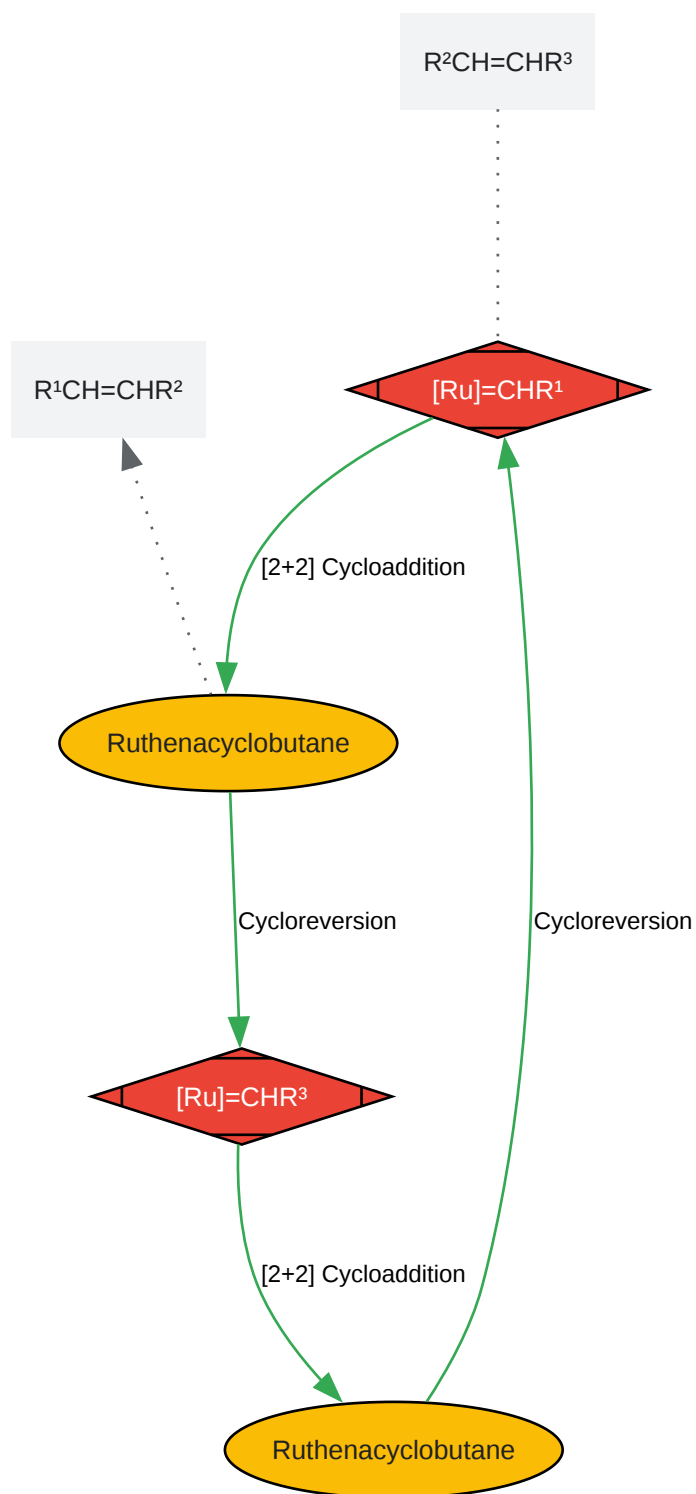 R²CH=CHR³
R¹CH=CHR²
[Ru]=CHR¹
[2+2] Cycloaddition
Ruthenacyclobutane
Cycloreversion
Cycloreversion
[Ru]=CHR³
[2+2] Cycloaddition
Ruthenacyclobutane